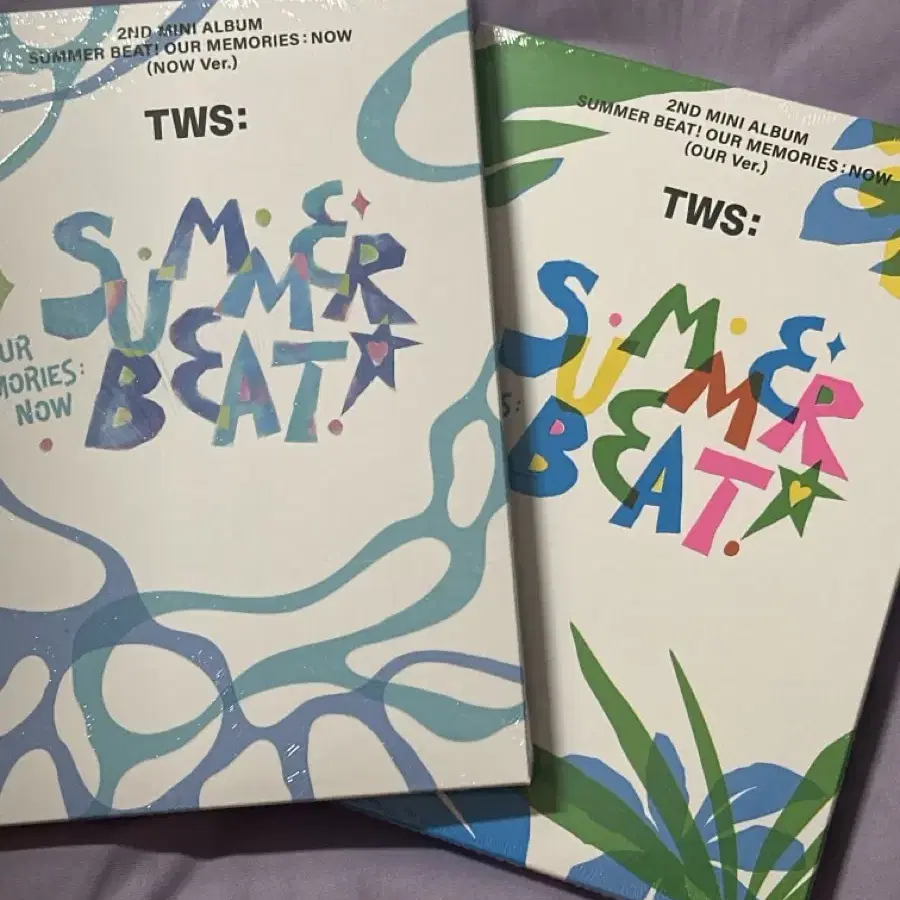 2ND MINI ALBUM
SUMMER BEAT! OUR MEMORIES : NOW
(NOW Ver.)
TWS:
SUMMER
BEAT!
OUR
MEMORIES:
NOW
2ND MINI ALBUM
SUMMER BEAT! OUR MEMORIES : NOW
(OUR Ver.)
TWS:
SUMMER
BEAT!
S: